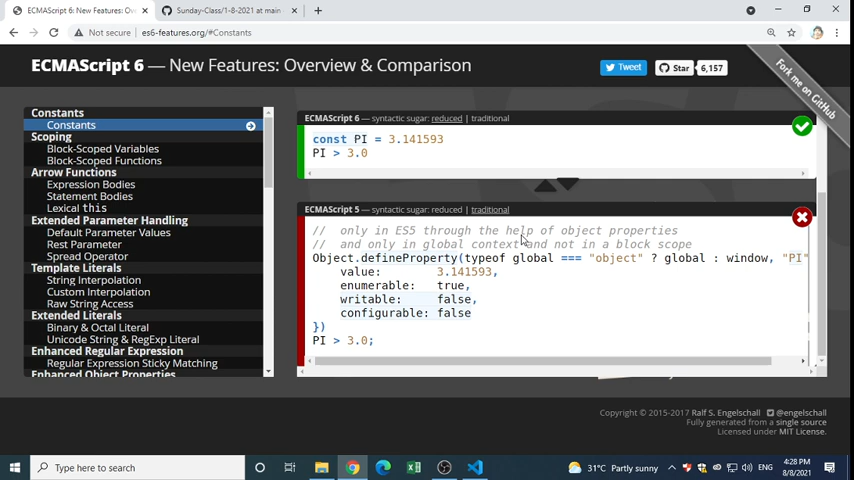 ECMAScript 6: New Features: Ove
Sunday-Class/1-8-2021 at main
Not secure
es6-features.org/#Constants
ECMAScript 6 — New Features: Overview & Comparison
Tweet
Star
6,157
Fork me on GitHub
Constants
Constants
Scoping
Block-Scoped Variables
Block-Scoped Functions
Arrow Functions
Expression Bodies
Statement Bodies
Lexical this
Extended Parameter Handling
Default Parameter Values
Rest Parameter
Spread Operator
Template Literals
String Interpolation
Custom Interpolation
Raw String Access
Extended Literals
Binary & Octal Literal
Unicode String & RegExp Literal
Enhanced Regular Expression
Regular Expression Sticky Matching
Enhanced Object Properties
ECMAScript 6 — syntactic sugar: reduced | traditional
const PI = 3.141593
PI > 3.0
ECMAScript 5 — syntactic sugar: reduced | traditional
// only in ES5 through the help of object properties
// and only in global context and not in a block scope
Object.defineProperty(typeof global === "object" ? global : window, "PI"
value: 3.141593,
enumerable: true,
writable: false,
configurable: false
})
PI > 3.0;
Copyright © 2015-2017 Ralf S. Engelschall @engelschall
Fully generated from a single source
Licensed under MIT License.
Type here to search
31°C Partly sunny
ENG
4:28 PM
8/8/2021